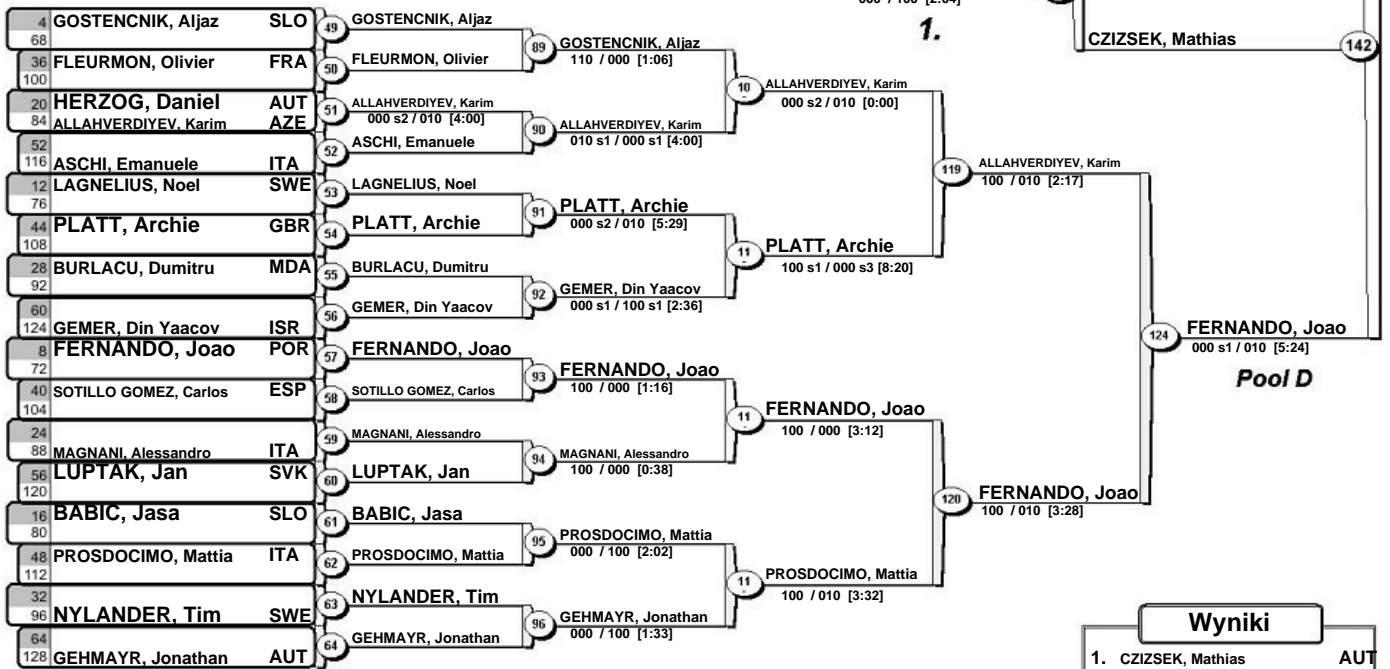 000 / 100 [2:04]
1.
CZIZSEK, Mathias
142
4 GOSTENCNIK, Aljaz SLO
68
36 FLEURMON, Olivier FRA
100
20 HERZOG, Daniel AUT
84 ALLAHVERDIYEV, Karim AZE
52
116 ASCHI, Emanuele ITA
12 LAGNELIUS, Noel SWE
76
44 PLATT, Archie GBR
108
28 BURLACU, Dumitru MDA
92
60
124 GEMER, Din Yaacov ISR
8 FERNANDO, Joao POR
72
40 SOTILLO GOMEZ, Carlos ESP
104
24
88 MAGNANI, Alessandro ITA
56 LUPTAK, Jan SVK
120
16 BABIC, Jasa SLO
80
48 PROSDOCIMO, Mattia ITA
112
32
96 NYLANDER, Tim SWE
64
128 GEHMAYR, Jonathan AUT
49 GOSTENCNIK, Aljaz
50 FLEURMON, Olivier
51 ALLAHVERDIYEV, Karim
000 s2 / 010 [4:00]
52 ASCHI, Emanuele
53 LAGNELIUS, Noel
54 PLATT, Archie
55 BURLACU, Dumitru
56 GEMER, Din Yaacov
57 FERNANDO, Joao
58 SOTILLO GOMEZ, Carlos
59 MAGNANI, Alessandro
60 LUPTAK, Jan
61 BABIC, Jasa
62 PROSDOCIMO, Mattia
63 NYLANDER, Tim
64 GEHMAYR, Jonathan
89 GOSTENCNIK, Aljaz
110 / 000 [1:06]
90 ALLAHVERDIYEV, Karim
010 s1 / 000 s1 [4:00]
91 PLATT, Archie
000 s2 / 010 [5:29]
92 GEMER, Din Yaacov
000 s1 / 100 s1 [2:36]
93 FERNANDO, Joao
100 / 000 [1:16]
94 MAGNANI, Alessandro
100 / 000 [0:38]
95 PROSDOCIMO, Mattia
000 / 100 [2:02]
96 GEHMAYR, Jonathan
000 / 100 [1:33]
10 ALLAHVERDIYEV, Karim
000 s2 / 010 [0:00]
11 PLATT, Archie
100 s1 / 000 s3 [8:20]
11 FERNANDO, Joao
100 / 000 [3:12]
11 PROSDOCIMO, Mattia
100 / 010 [3:32]
119 ALLAHVERDIYEV, Karim
100 / 010 [2:17]
120 FERNANDO, Joao
100 / 010 [3:28]
124 FERNANDO, Joao
000 s1 / 010 [5:24]
Pool D
Wyniki
1. CZIZSEK, Mathias AUT